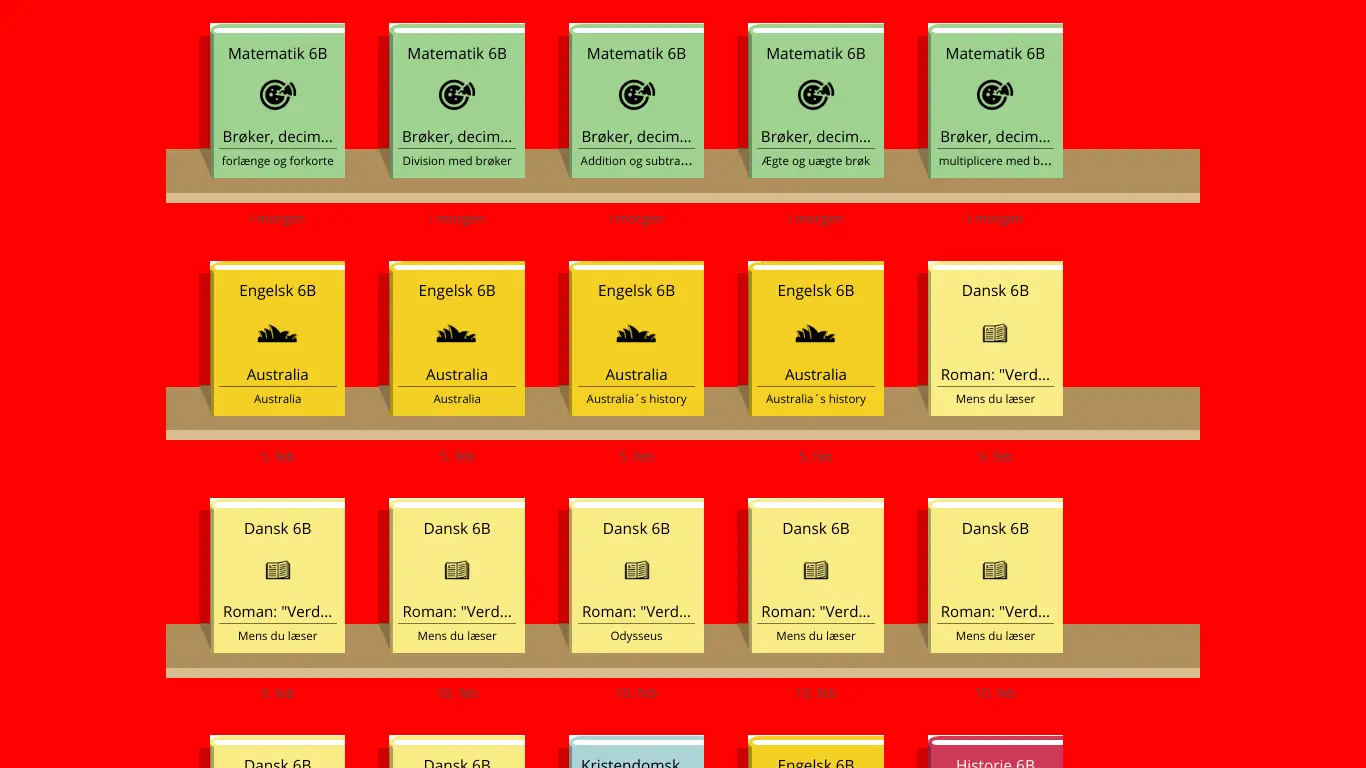 Matematik 6B Matematik 6B Matematik 6B Matematik 6B Matematik 6B
Brøker, decim... Brøker, decim... Brøker, decim... Brøker, decim... Brøker, decim...
forlænge og forkorte Division med brøker Addition og subtra... Ægte og uægte brøk multiplicere med b...
i morgen i morgen i morgen i morgen i morgen
Engelsk 6B Engelsk 6B Engelsk 6B Engelsk 6B Dansk 6B
Australia Australia Australia Australia Roman: "Verd...
Australia Australia Australia´s history Australia´s history Mens du læser
5. feb 5. feb 5. feb feb
Dansk 6B Dansk 6B Dansk 6B Dansk 6B Dansk 6B
Roman: "Verd... Roman: "Verd... Roman: "Verd... Roman: "Verd... Roman: "Verd...
Mens du læser Mens du læser Odysseus Mens du læser Mens du læser
9. feb 10. feb 10. feb 10. feb 10. feb
Dansk 6B Dansk 6B Kristendomsk... Engelsk 6B Historie 6B